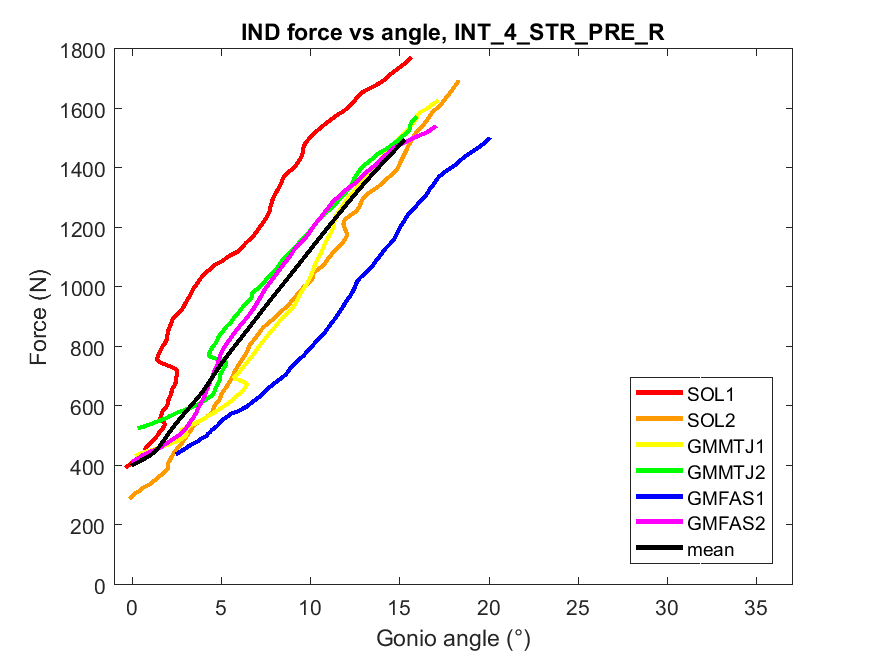 IND force vs angle, INT_4_STR_PRE_R
1800
1600
1400
1200
1000
800
600
400
200
0
Force (N)
SOL1
SOL2
GMMTJ1
GMMTJ2
GMFAS1
GMFAS2
mean
0 5 10 15 20 25 30 35
Gonio angle (°)